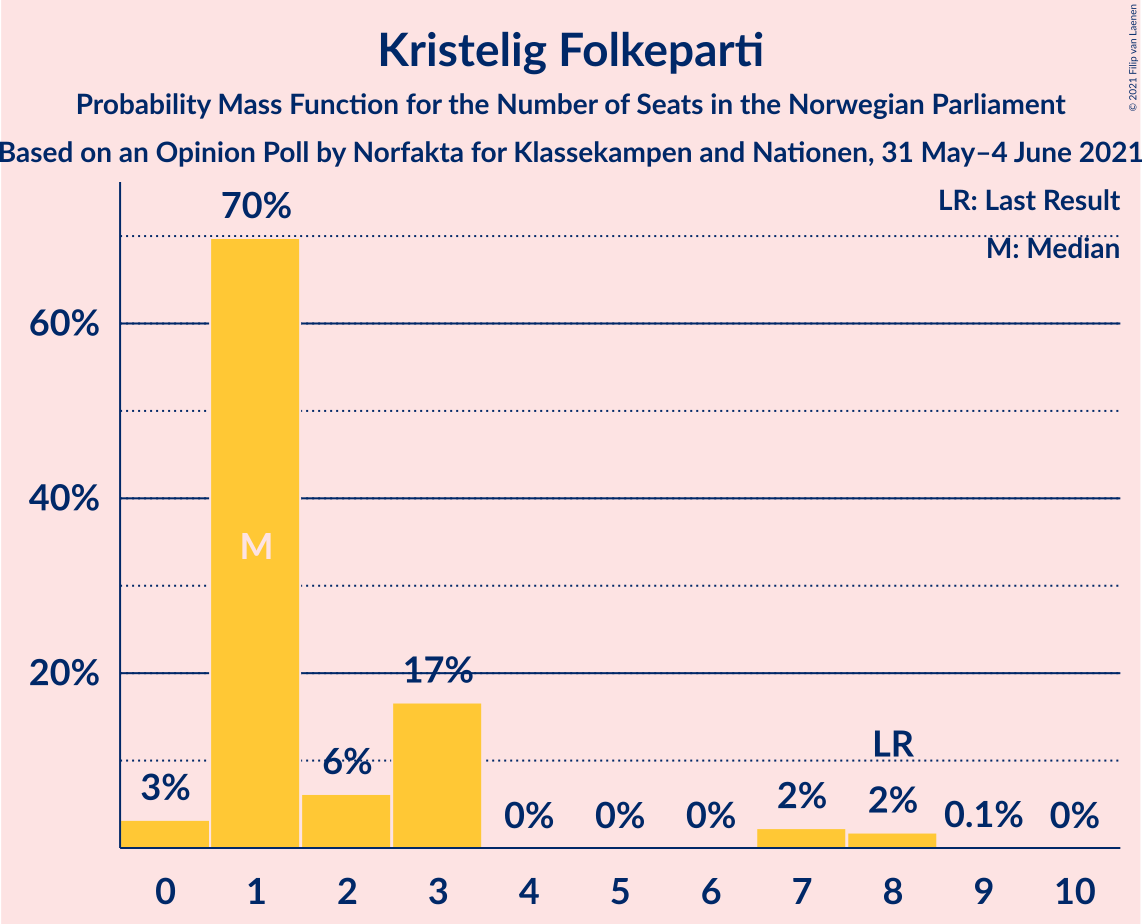 © 2021 Filip van Laenen
Kristelig Folkeparti
Probability Mass Function for the Number of Seats in the Norwegian Parliament
Based on an Opinion Poll by Norfakta for Klassekampen and Nationen, 31 May–4 June 2021
LR: Last Result
M: Median
70%
60%
40%
M
20%
17%
LR
6%
3%
2%
2%
0%
0%
0%
0.1%
0%
0 1 2 3 4 5 6 7 8 9 10